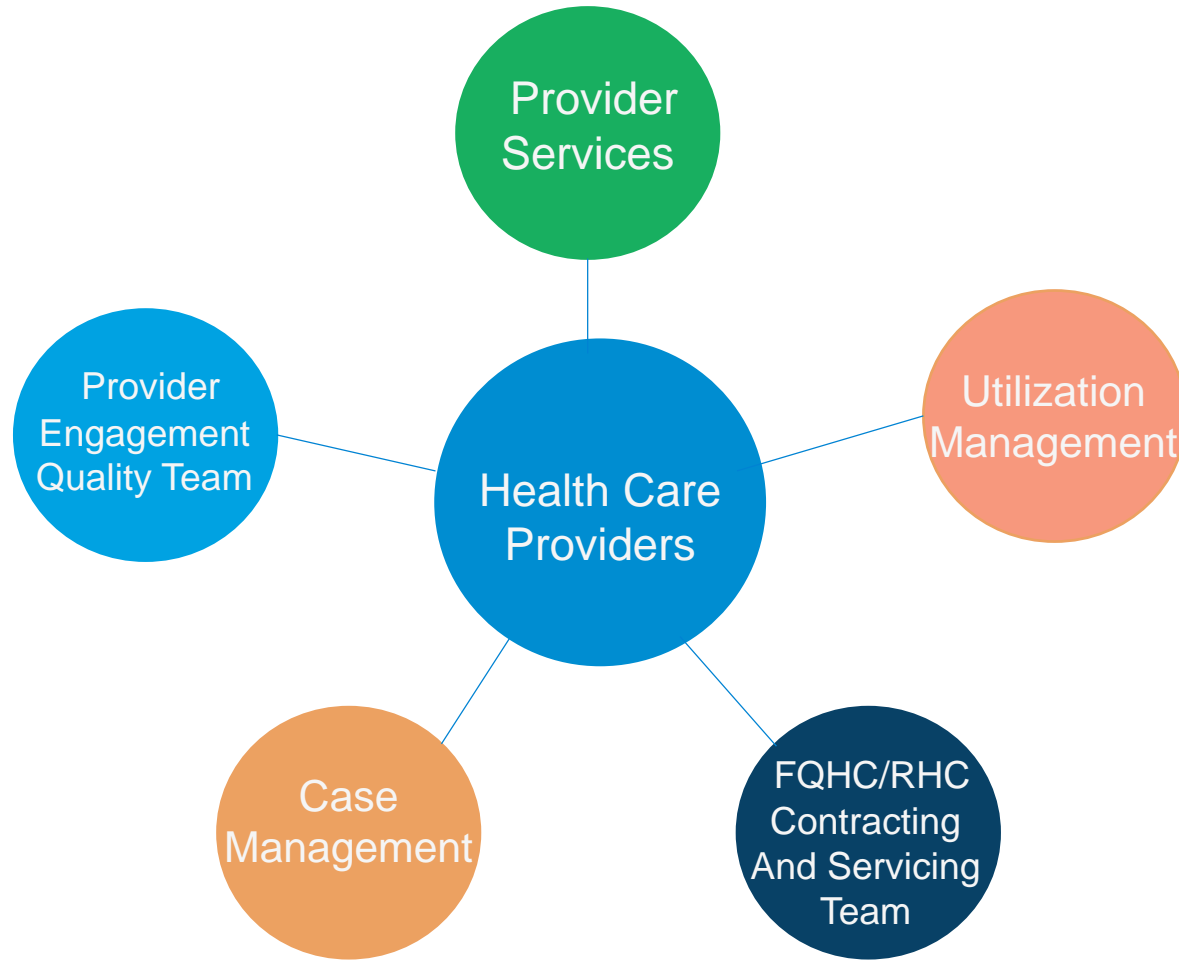 Provider
Services
Utilization
Management
Provider
Engagement
Quality Team
Health Care
Providers
Case
Management
FQHC/RHC
Contracting
And Servicing
Team